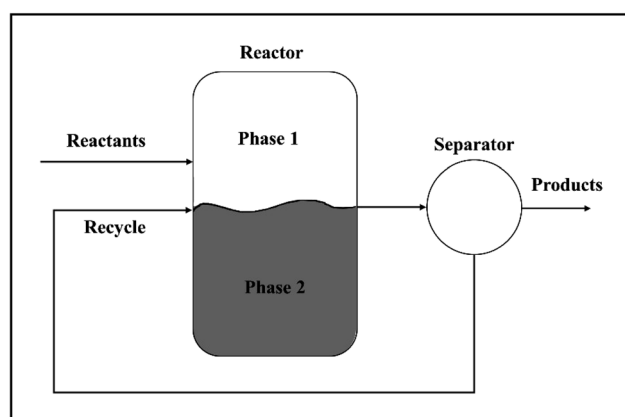 Reactor
Reactants
Phase 1
Separator
Products
Recycle
Phase 2